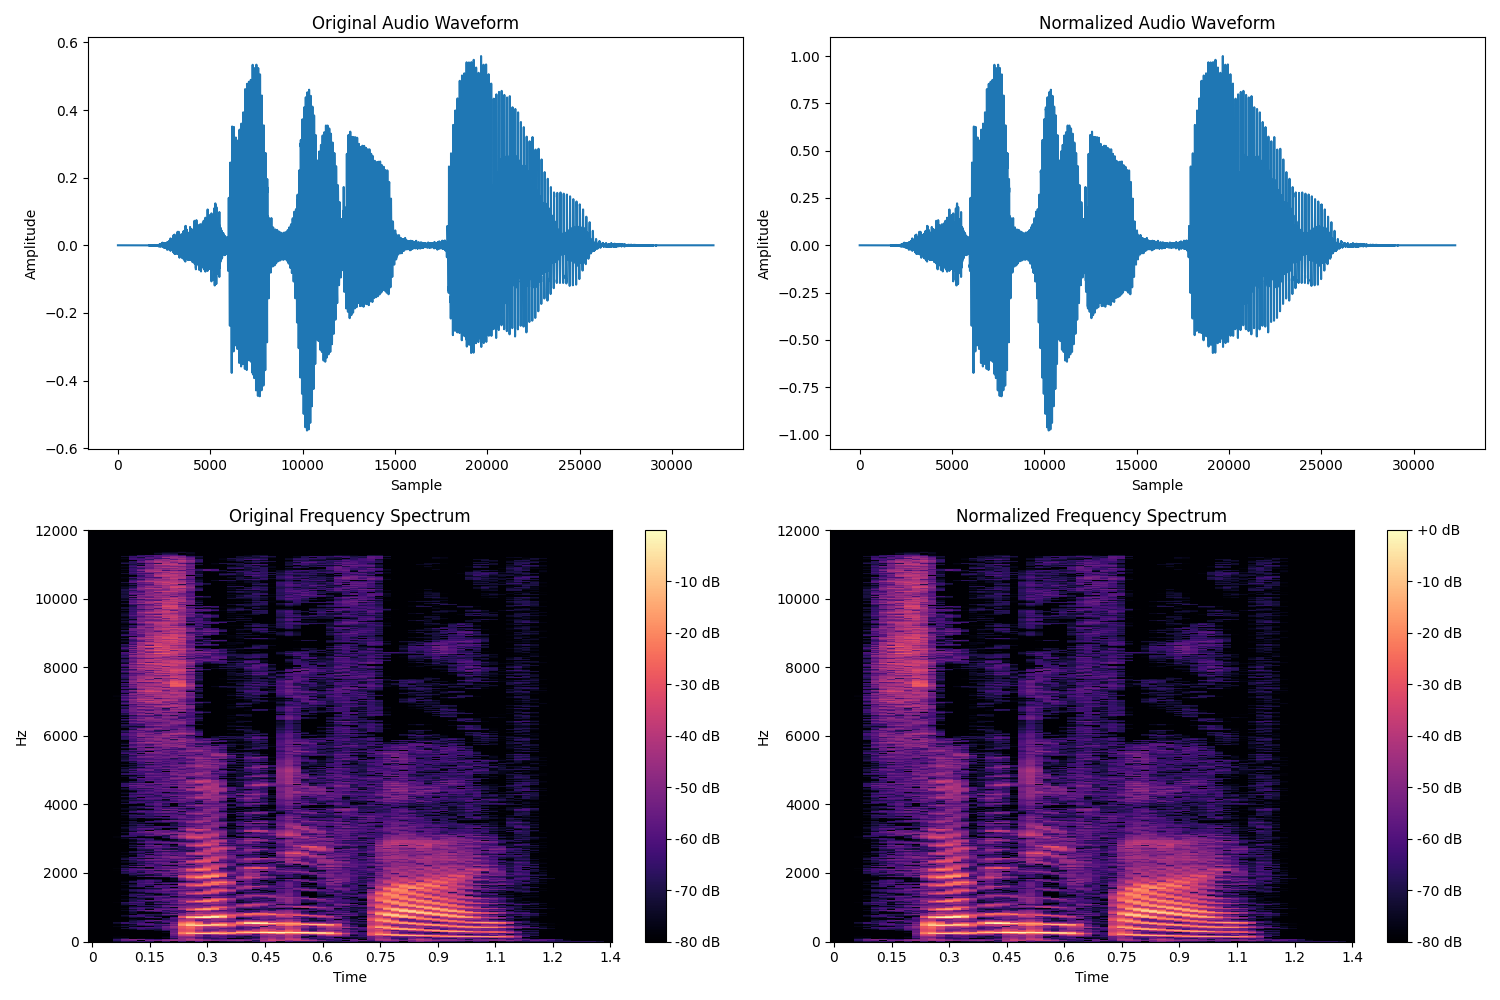 Original Audio Waveform
Normalized Audio Waveform
0.6
0.4
0.2
0.0
−0.2
−0.4
−0.6
Amplitude
0 5000 10000 15000 20000 25000 30000
Sample
1.00
0.75
0.50
0.25
0.00
−0.25
−0.50
−0.75
−1.00
Amplitude
0 5000 10000 15000 20000 25000 30000
Sample
Original Frequency Spectrum
12000
10000
8000
6000
4000
2000
0
Hz
0 0.15 0.3 0.45 0.6 0.75 0.9 1.1 1.2 1.4
Time
-10 dB
-20 dB
-30 dB
-40 dB
-50 dB
-60 dB
-70 dB
-80 dB
Normalized Frequency Spectrum
12000
10000
8000
6000
4000
2000
0
Hz
0 0.15 0.3 0.45 0.6 0.75 0.9 1.1 1.2 1.4
Time
+0 dB
-10 dB
-20 dB
-30 dB
-40 dB
-50 dB
-60 dB
-70 dB
-80 dB